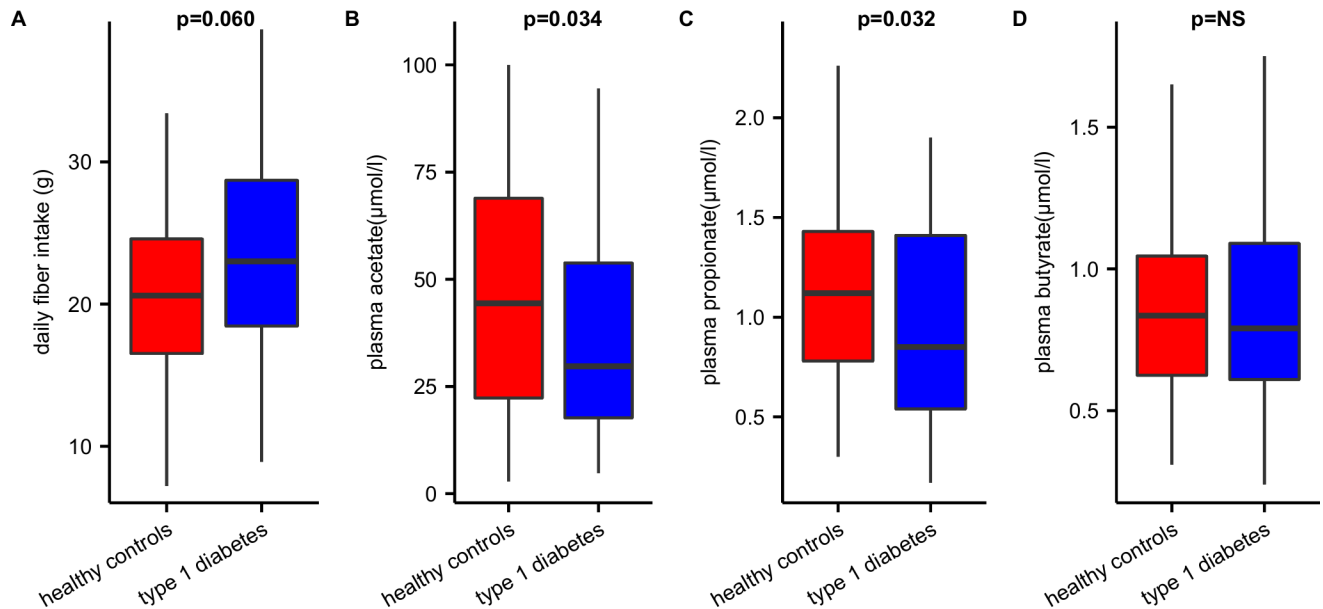 A
p=0.060
daily fiber intake (g)
30
20
10
healthy controls
type 1 diabetes
B
p=0.034
plasma acetate(µmol/l)
100
75
50
25
0
healthy controls
type 1 diabetes
C
p=0.032
plasma propionate(µmol/l)
2.0
1.5
1.0
0.5
healthy controls
type 1 diabetes
D
p=NS
plasma butyrate(µmol/l)
1.5
1.0
0.5
healthy controls
type 1 diabetes